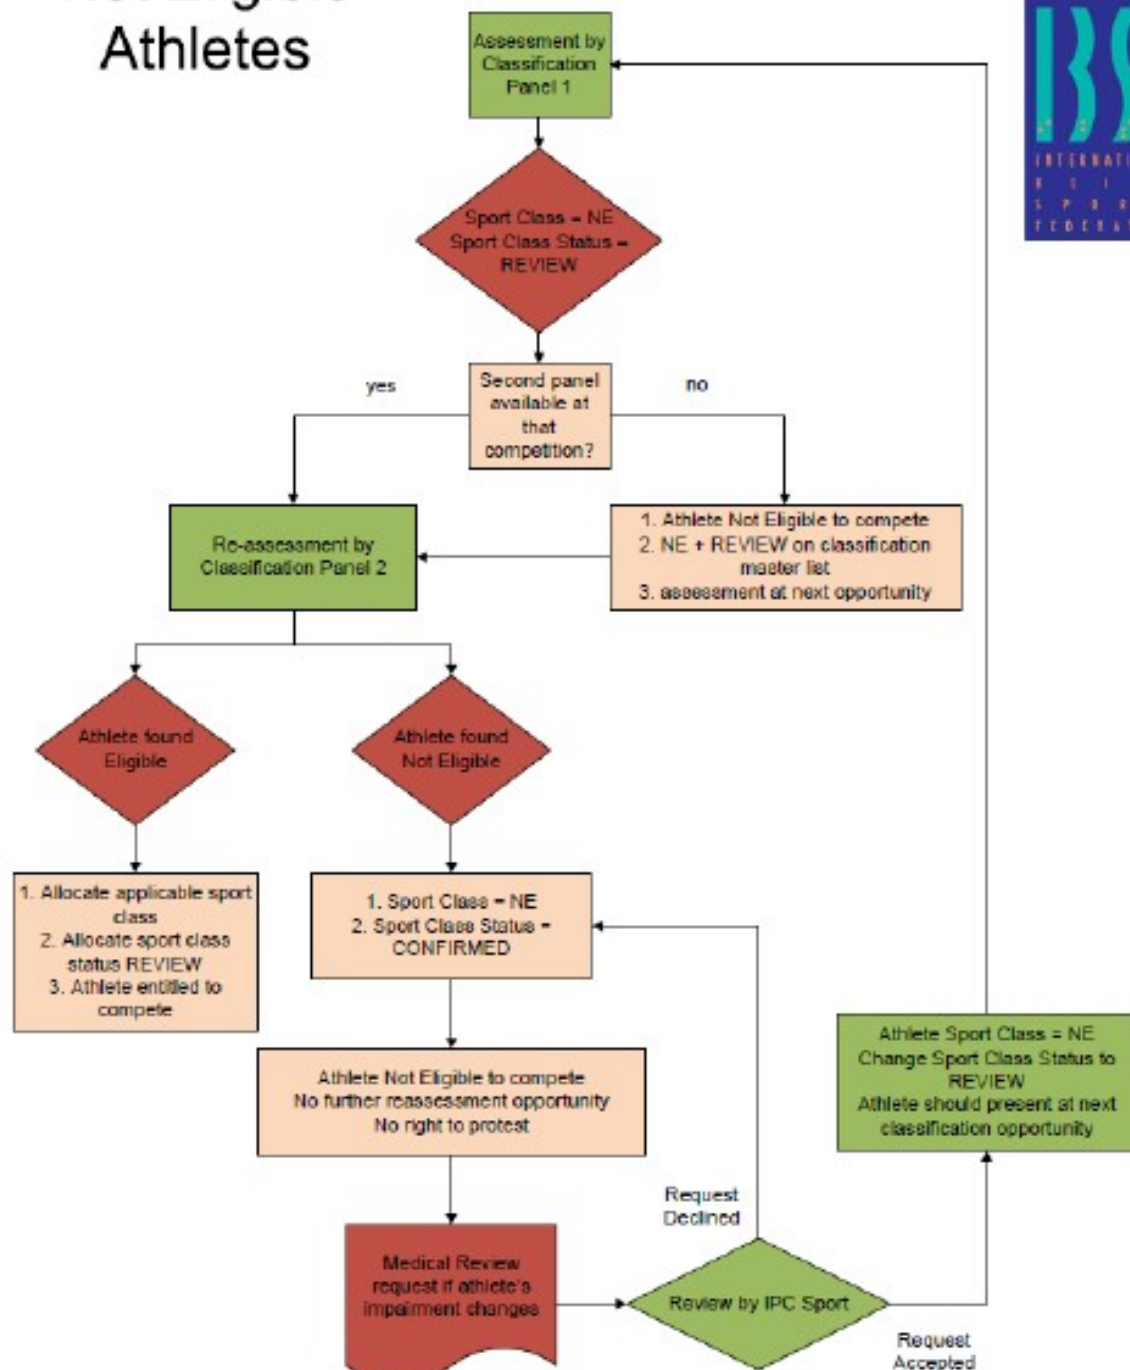 Athletes
Assessment by
Classification
Panel 1
INTERNATI
Sport Class = NE
Sport Class Status =
REVIEW
yes
Second panel
available at
that
competition?
no
Re-assessment by
Classification Panel 2
1. Athlete Not Eligible to compete
2. NE + REVIEW on classification
master list
3. assessment at next opportunity
Athlete found
Eligible
Athlete found
Not Eligible
1. Allocate applicable sport
class
2. Allocate sport class
status REVIEW
3. Athlete entitled to
compete
1. Sport Class = NE
2. Sport Class Status =
CONFIRMED
Athlete Not Eligible to compete
No further reassessment opportunity
No right to protest
Athlete Sport Class = NE
Change Sport Class Status to
REVIEW
Athlete should present at next
classification opportunity
Request
Declined
Medical Review
request if athlete's
impairment changes
Review by IPC Sport
Request
Accepted